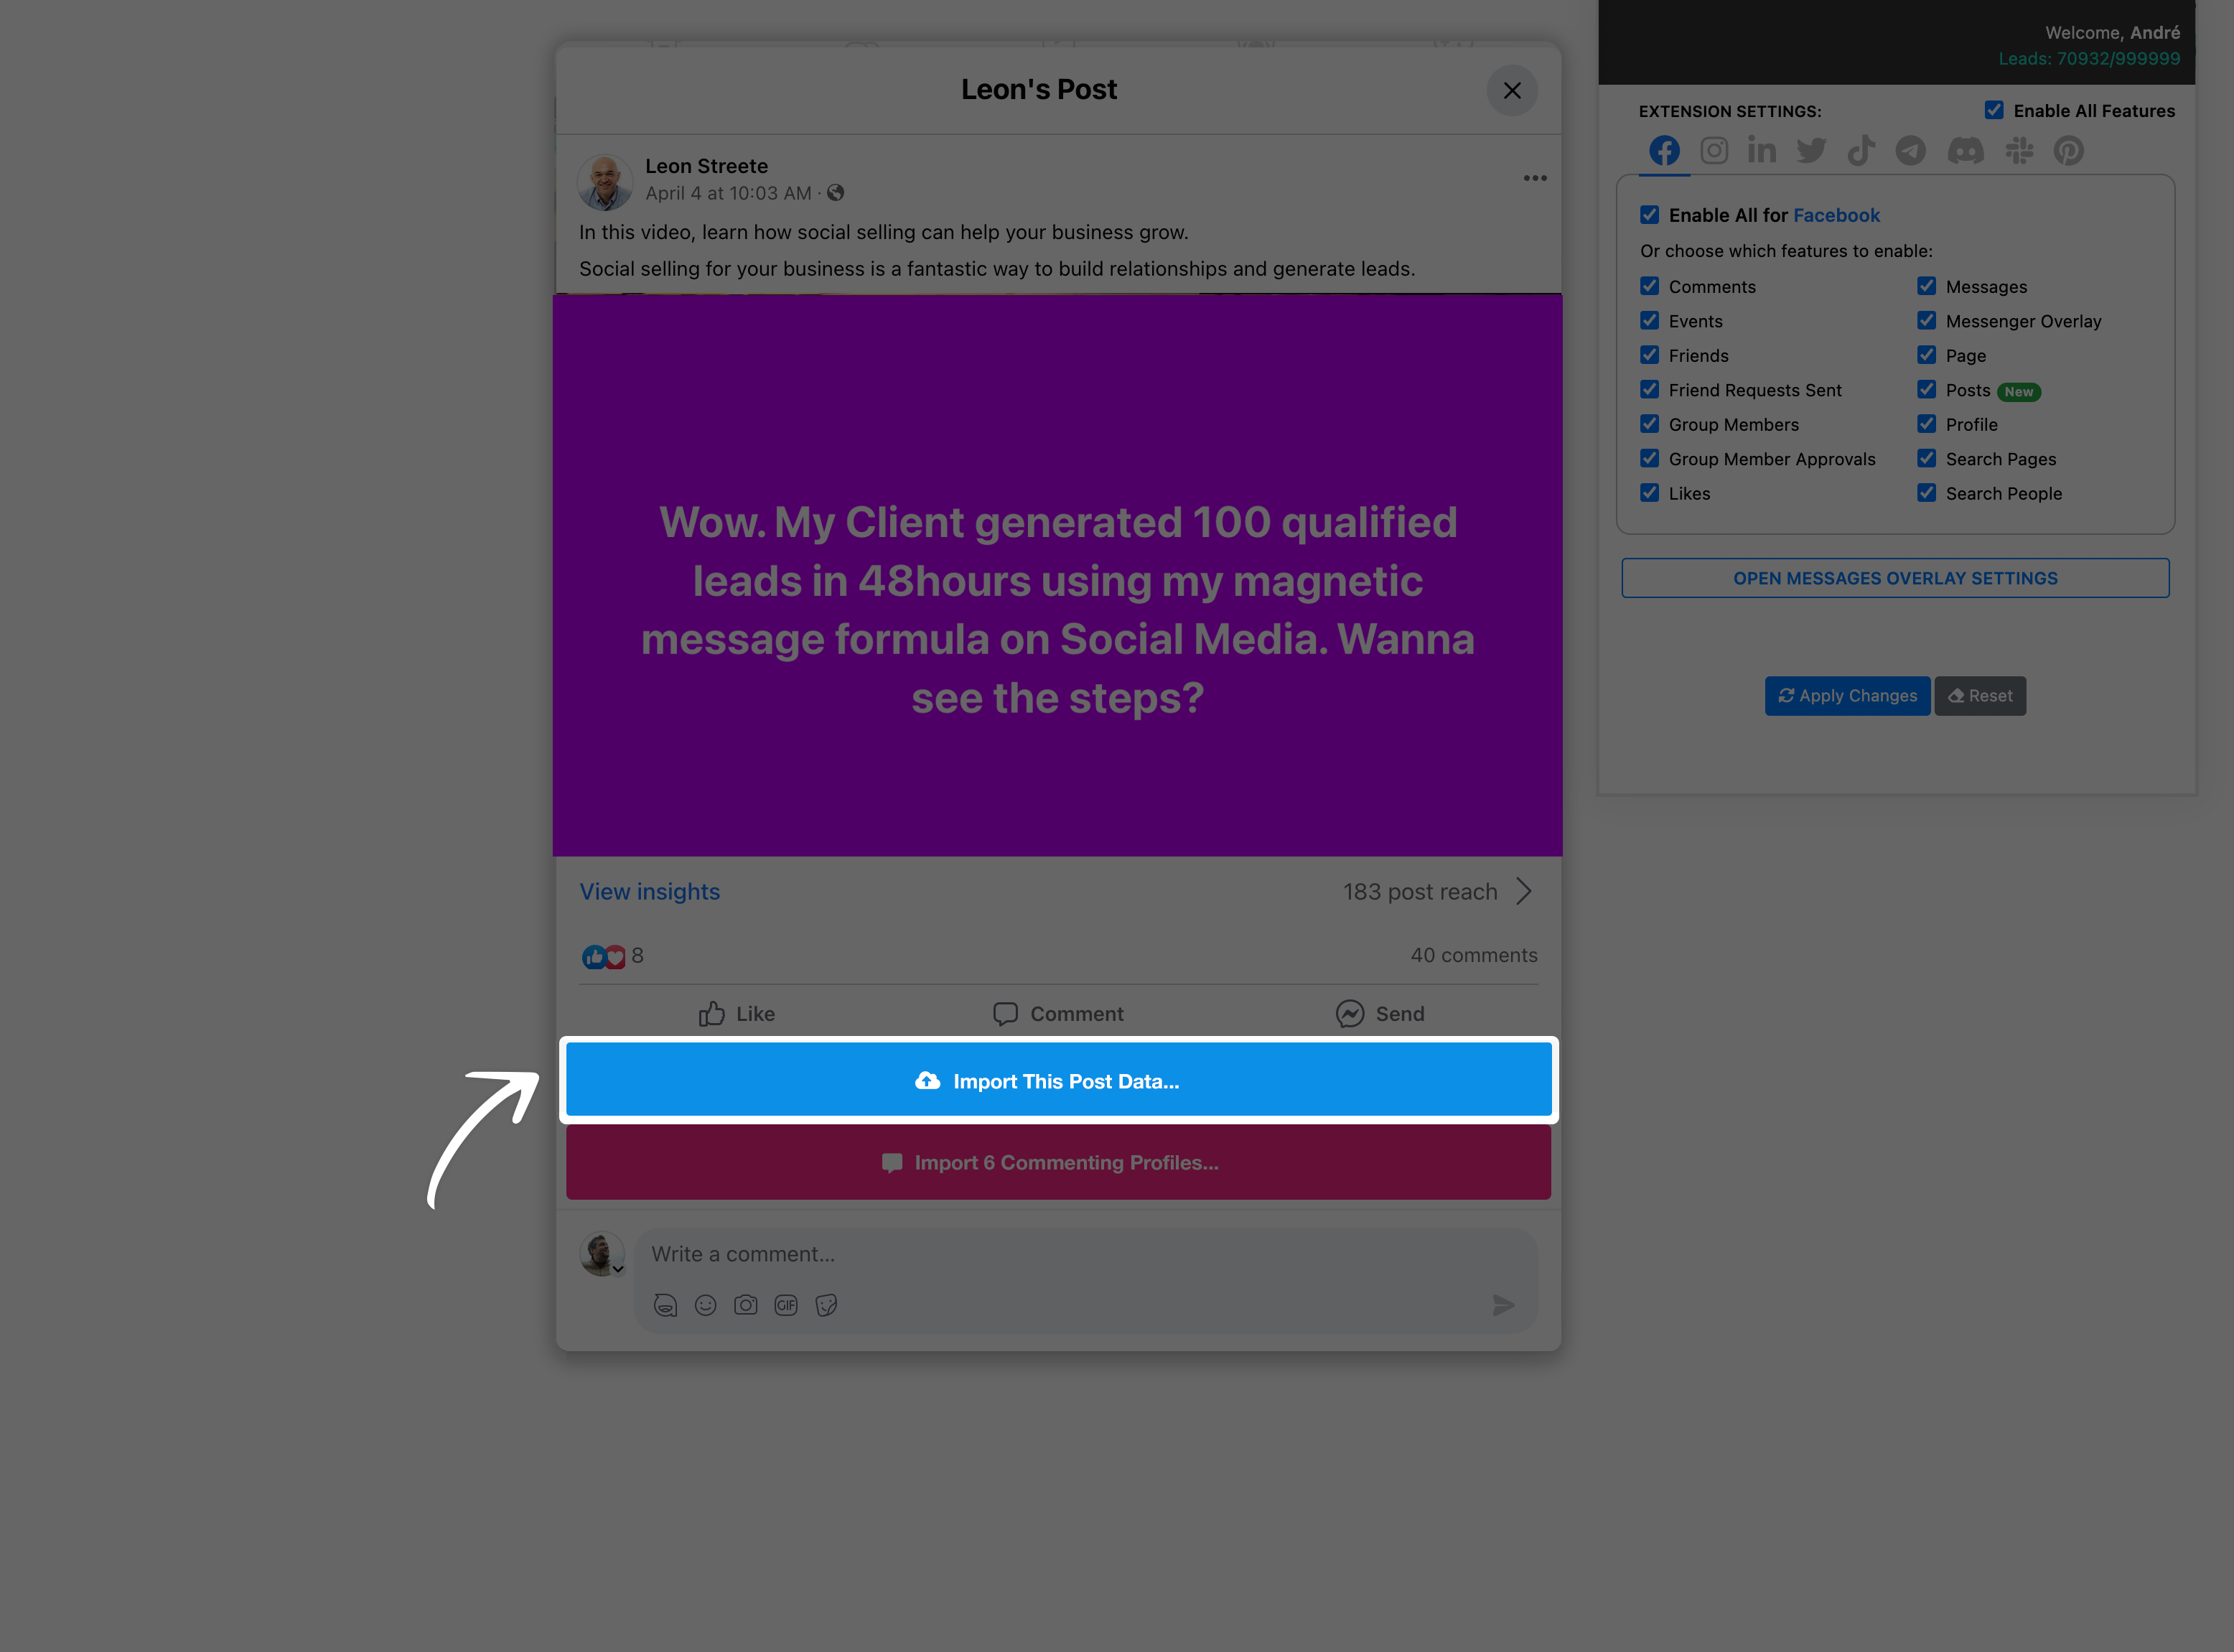 Leon's Post
Leon Streete
April 4 at 10:03 AM ·
In this video, learn how social selling can help your business grow.
Social selling for your business is a fantastic way to build relationships and generate leads.
Wow. My Client generated 100 qualified
leads in 48hours using my magnetic
message formula on Social Media. Wanna
see the steps?
View insights
183 post reach
8
40 comments
Like
Comment
Send
Import This Post Data...
Import 6 Commenting Profiles...
Write a comment...
GIF
Welcome, André
Leads: 70932/999999
EXTENSION SETTINGS:
Enable All Features
Enable All for Facebook
Or choose which features to enable:
Comments
Events
Friends
Friend Requests Sent
Group Members
Group Member Approvals
Likes
Messages
Messenger Overlay
Page
Posts New
Profile
Search Pages
Search People
OPEN MESSAGES OVERLAY SETTINGS
Apply Changes
Reset